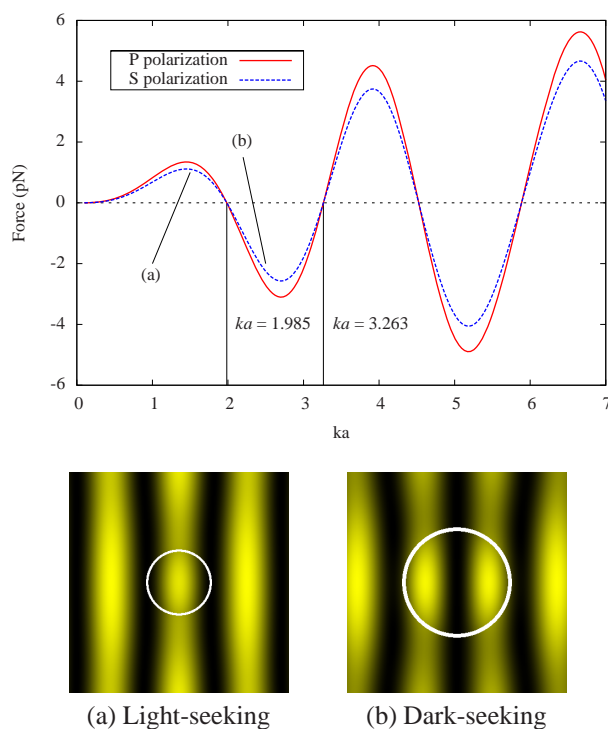 6
P polarization
S polarization
4
(b)
2
Force (pN)
0
(a)
-2
ka = 1.985 ka = 3.263
-4
-6
0 1 2 3 4 5 6 7
ka
(a) Light-seeking (b) Dark-seeking